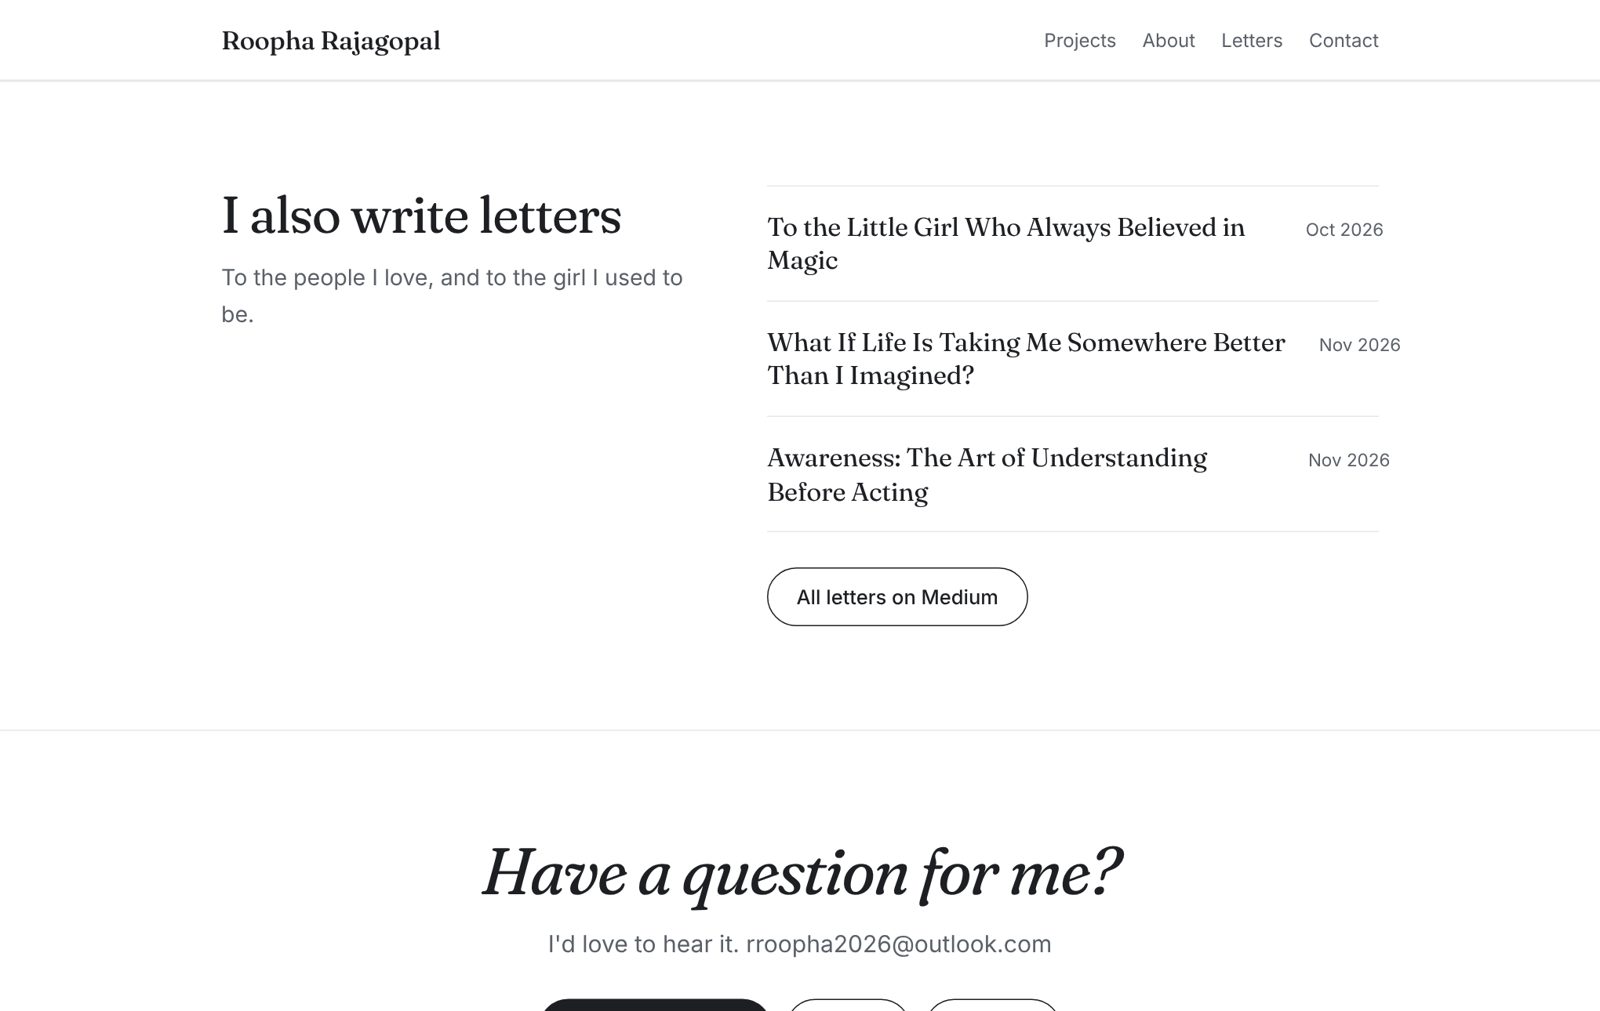 Roopha Rajagopal
Projects About Letters Contact
I also write letters
To the people I love, and to the girl I used to
be.
To the Little Girl Who Always Believed in
Magic
Oct 2026
What If Life Is Taking Me Somewhere Better
Than I Imagined?
Nov 2026
Awareness: The Art of Understanding
Before Acting
Nov 2026
All letters on Medium
Have a question for me?
I'd love to hear it. rroopha2026@outlook.com